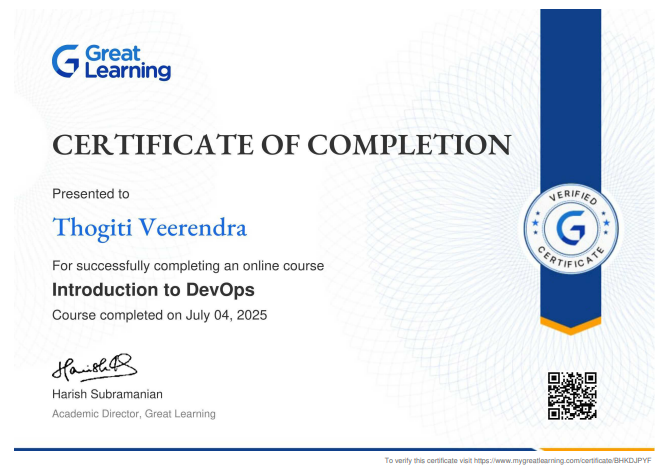 Great
Learning
CERTIFICATE OF COMPLETION
Presented to
Thogiti Veerendra
For successfully completing an online course
Introduction to DevOps
Course completed on July 04, 2025
VERIFIED
G
CERTIFICATE
Harish Subramanian
Academic Director, Great Learning
To verify this certificate visit https://www.mygreatlearning.com/certificate/BHKDJPYF